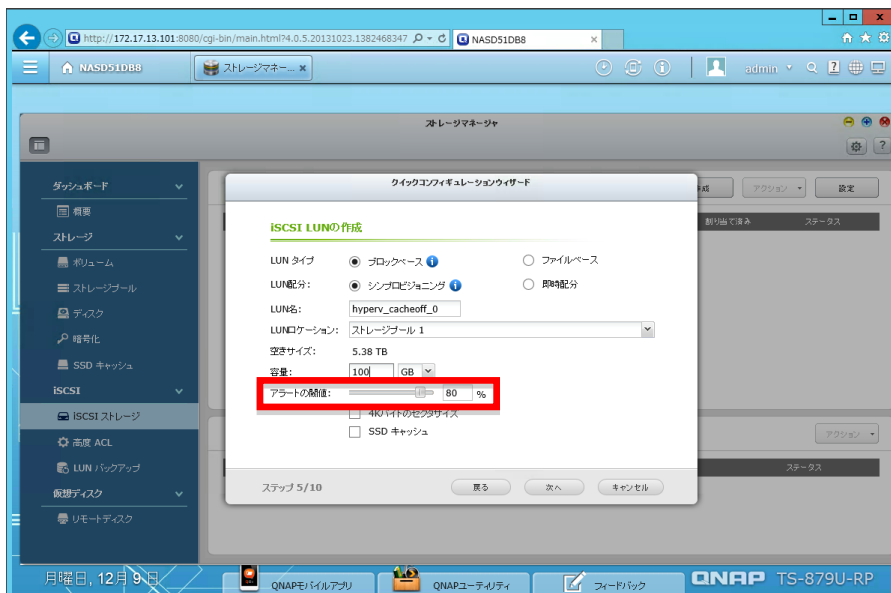 http://172.17.13.101:8080/cgi-bin/main.html?4.0.5.20131023.1382468347
NASD51DB8
NASD51DB8
ストレージマネー...
admin
ストレージマネージャ
ダッシュボード
概要
ストレージ
ボリューム
ストレージプール
ディスク
暗号化
SSD キャッシュ
iSCSI
iSCSI ストレージ
高度 ACL
LUN バックアップ
仮想ディスク
リモートディスク
アクション
設定
割り当て済み
ステータス
クイックコンフィギュレーションウィザード
iSCSI LUNの作成
LUN タイプ
ブロックベース
ファイルベース
LUN配分:
シンプロビジョニング
即時配分
LUN名:
hyperv_cacheoff_0
LUNロケーション:
ストレージプール 1
空きサイズ:
5.38 TB
容量:
100
GB
アラートの閾値:
80
%
4Kバイトのセクタサイズ
SSD キャッシュ
ステップ 5/10
戻る
次へ
キャンセル
アクション
ステータス
月曜日, 12月 9 日
QNAPモバイルアプリ
QNAPユーティリティ
フィードバック
QNAP TS-879U-RP